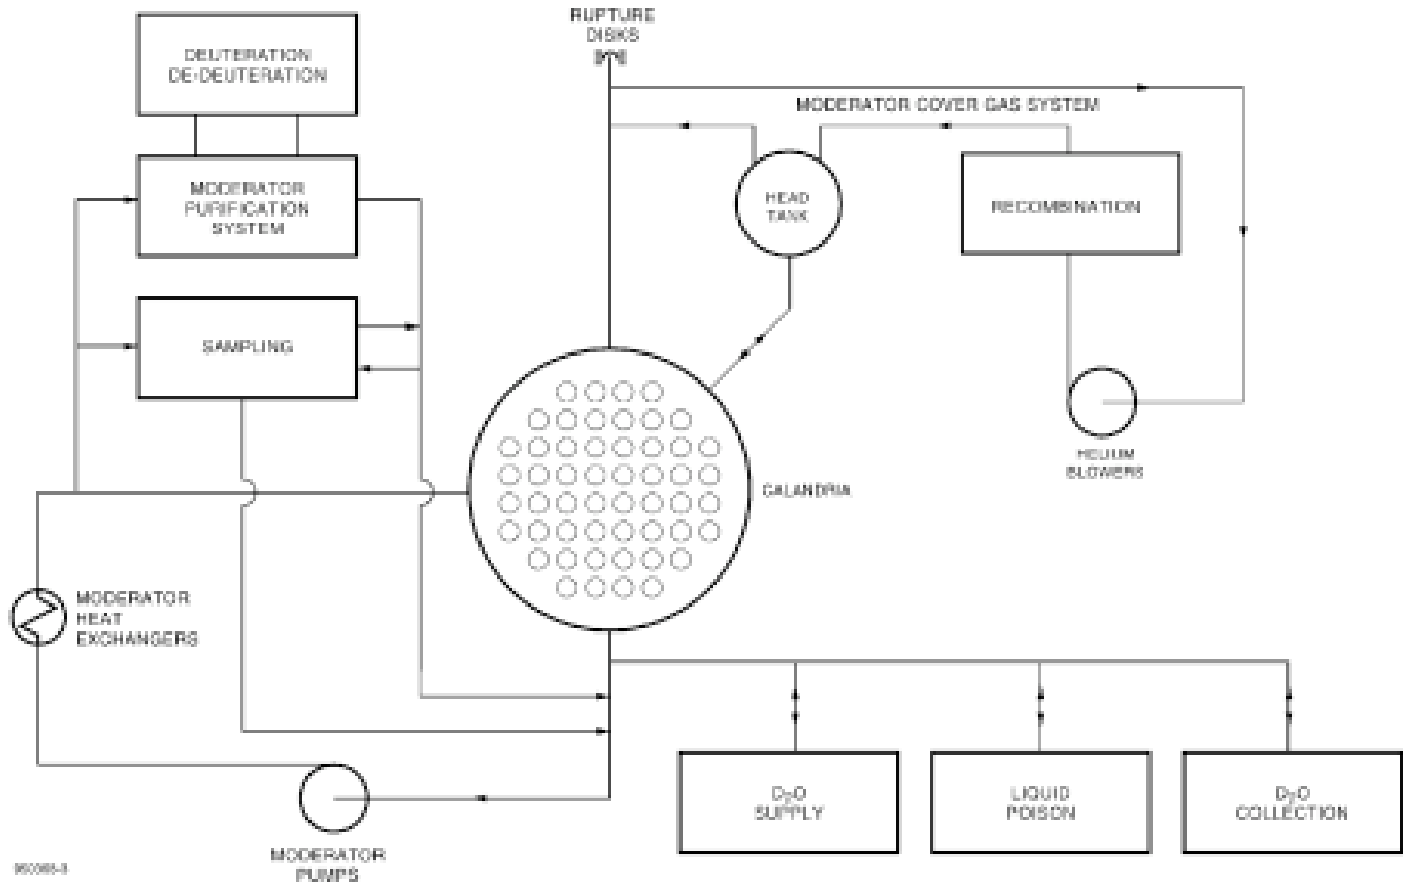 RUPTURE
DISKS
DEUTERATION
DE-DEUTERATION
MODERATOR COVER GAS SYSTEM
MODERATOR
PURIFICATION
SYSTEM
HEAD
TANK
RECOMBINATION
SAMPLING
HELIUM
BLOWERS
CALANDRIA
MODERATOR
HEAT
EXCHANGERS
D2O
SUPPLY
LIQUID
POISON
D2O
COLLECTION
MODERATOR
PUMPS